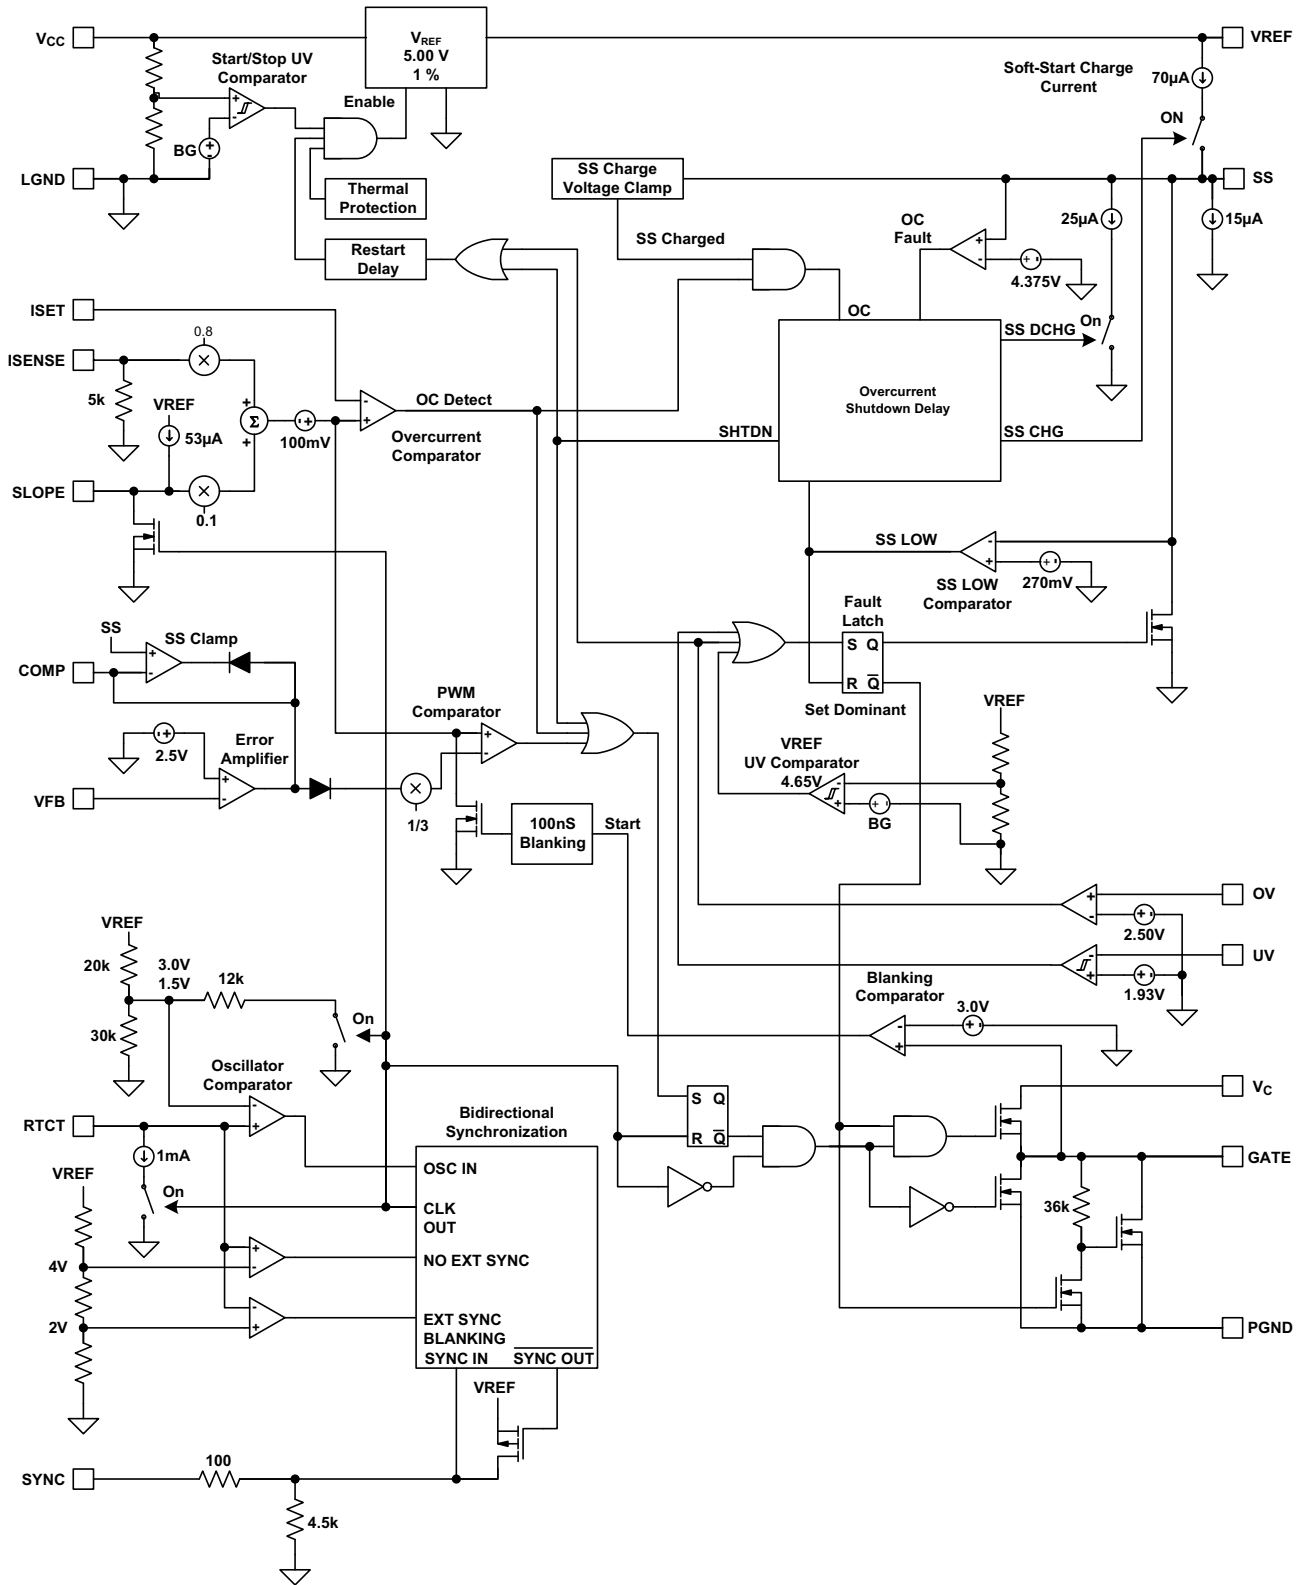 VCC
VREF
5.00 V
1 %
VREF
Start/Stop UV
Comparator
Soft-Start Charge
Current
70µA
Enable
+
-
ON
BG
+
-
LGND
Thermal
Protection
SS Charge
Voltage Clamp
SS
25µA
15µA
OC
Fault
SS Charged
Restart
Delay
+
-
+ -
4.375V
ISET
OC
On
SS DCHG
0.8
ISENSE
×
5k
VREF
-
+
OC Detect
Overcurrent
Shutdown Delay
+
Σ
+
- +
100mV
53µA
Overcurrent
Comparator
SHTDN
SS CHG
SLOPE
×
0.1
SS LOW
-
+
+ -
270mV
SS LOW
Comparator
Fault
Latch
SS
SS Clamp
+
-
COMP
S Q
R Q
Set Dominant
PWM
Comparator
VREF
+
-
- +
2.5V
Error
Amplifier
+
-
VREF
UV Comparator
4.65V
-
+
- +
BG
VFB
×
1/3
100nS
Blanking
Start
OV
+
-
+ -
2.50V
VREF
UV
-
+
+ -
1.93V
20k
3.0V
1.5V
12k
Blanking
Comparator
3.0V
-
+
+ -
On
30k
Oscillator
Comparator
VC
-
+
S Q
R Q
RTCT
Bidirectional
Synchronization
1mA
GATE
VREF
OSC IN
On
CLK
OUT
36k
+
-
4V
NO EXT SYNC
-
+
2V
EXT SYNC
BLANKING
SYNC IN
SYNC OUT
PGND
VREF
100
SYNC
4.5k